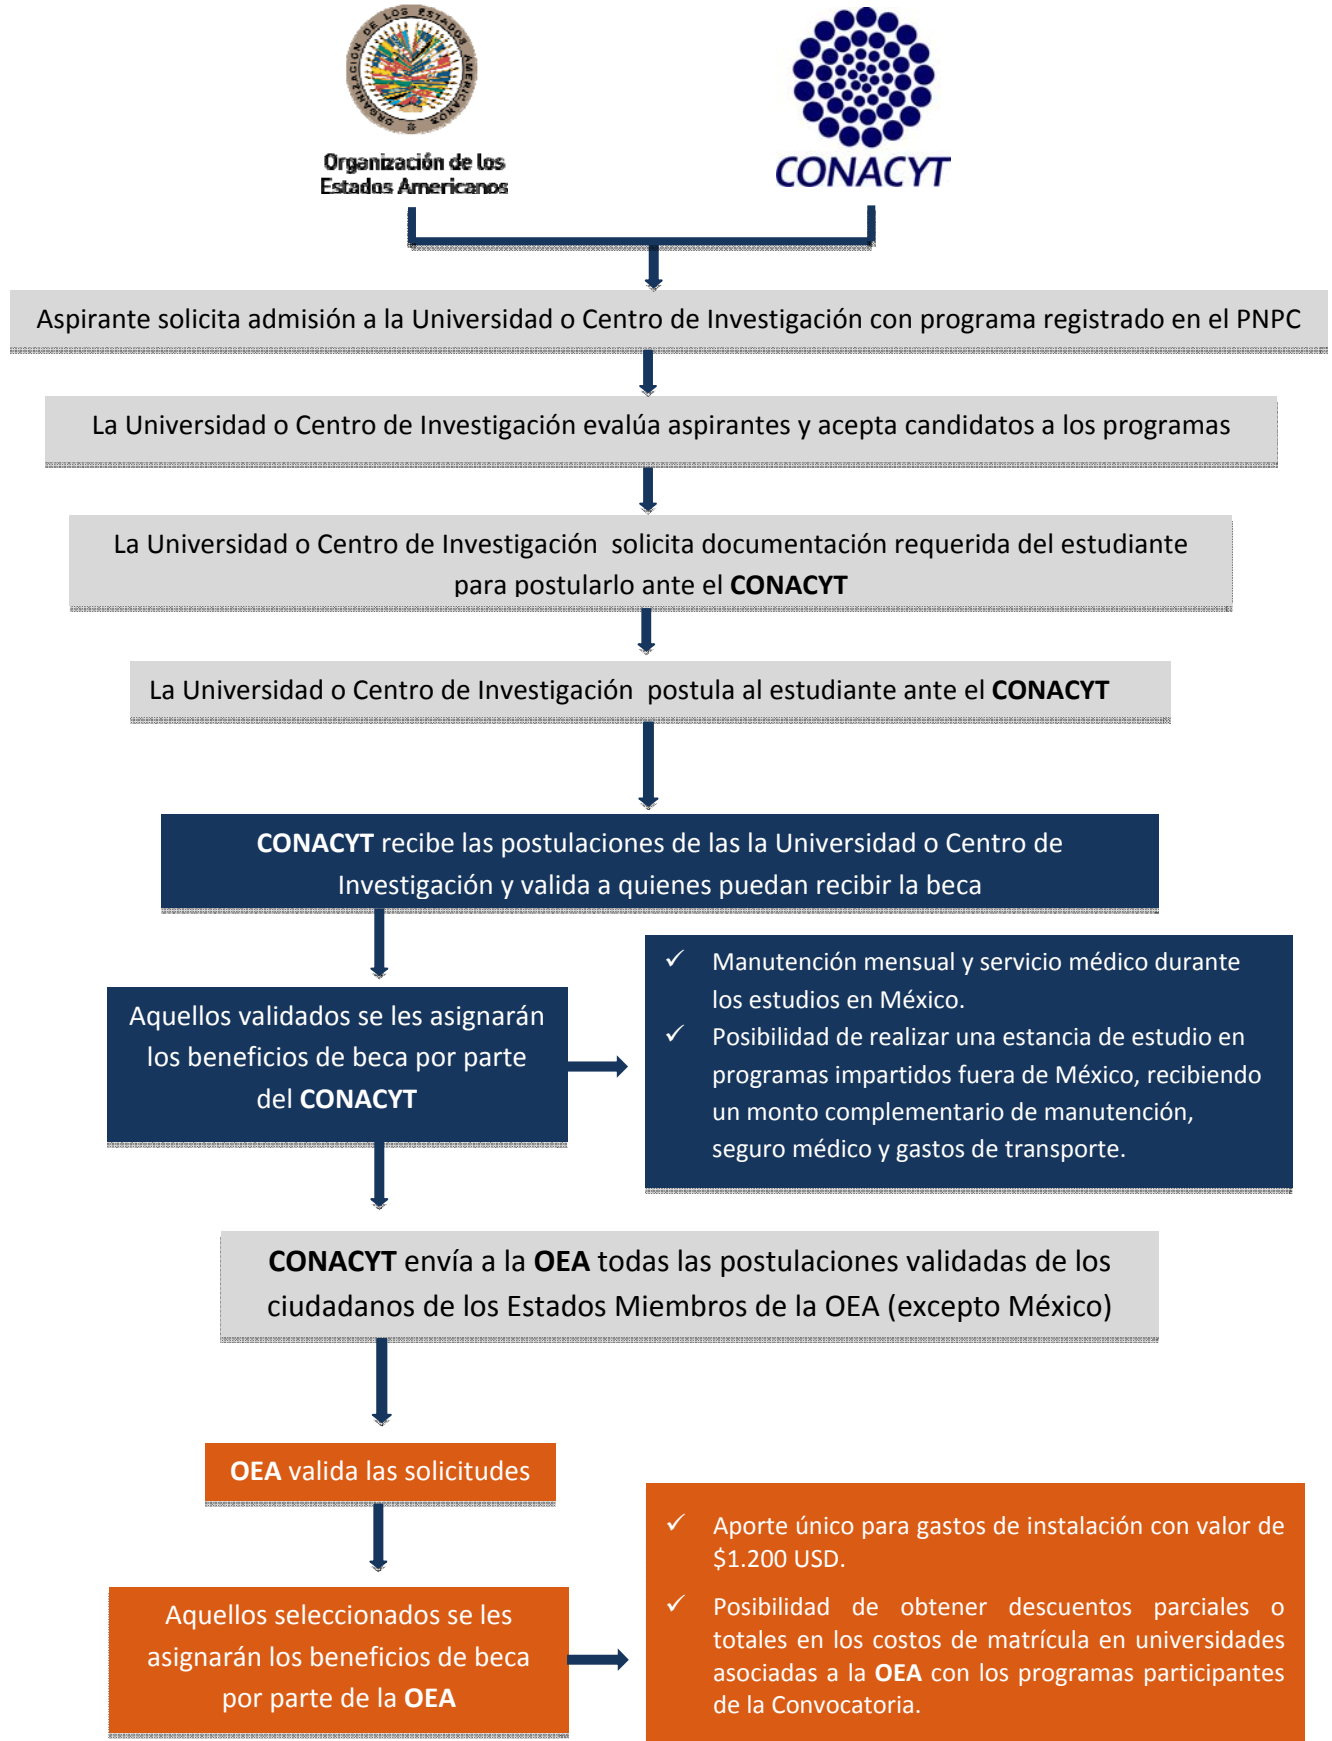 ORGANIZACIÓN DE LOS ESTADOS AMERICANOS
Organización de los
Estados Americanos
CONACYT
Aspirante solicita admisión a la Universidad o Centro de Investigación con programa registrado en el PNPC
La Universidad o Centro de Investigación evalúa aspirantes y acepta candidatos a los programas
La Universidad o Centro de Investigación solicita documentación requerida del estudiante
para postularlo ante el CONACYT
La Universidad o Centro de Investigación postula al estudiante ante el CONACYT
CONACYT recibe las postulaciones de las la Universidad o Centro de
Investigación y valida a quienes puedan recibir la beca
Aquellos validados se les asignarán
los beneficios de beca por parte
del CONACYT
✓ Manutención mensual y servicio médico durante
los estudios en México.
✓ Posibilidad de realizar una estancia de estudio en
programas impartidos fuera de México, recibiendo
un monto complementario de manutención,
seguro médico y gastos de transporte.
CONACYT envía a la OEA todas las postulaciones validadas de los
ciudadanos de los Estados Miembros de la OEA (excepto México)
OEA valida las solicitudes
Aquellos seleccionados se les
asignarán los beneficios de beca
por parte de la OEA
✓ Aporte único para gastos de instalación con valor de
$1.200 USD.
✓ Posibilidad de obtener descuentos parciales o
totales en los costos de matrícula en universidades
asociadas a la OEA con los programas participantes
de la Convocatoria.